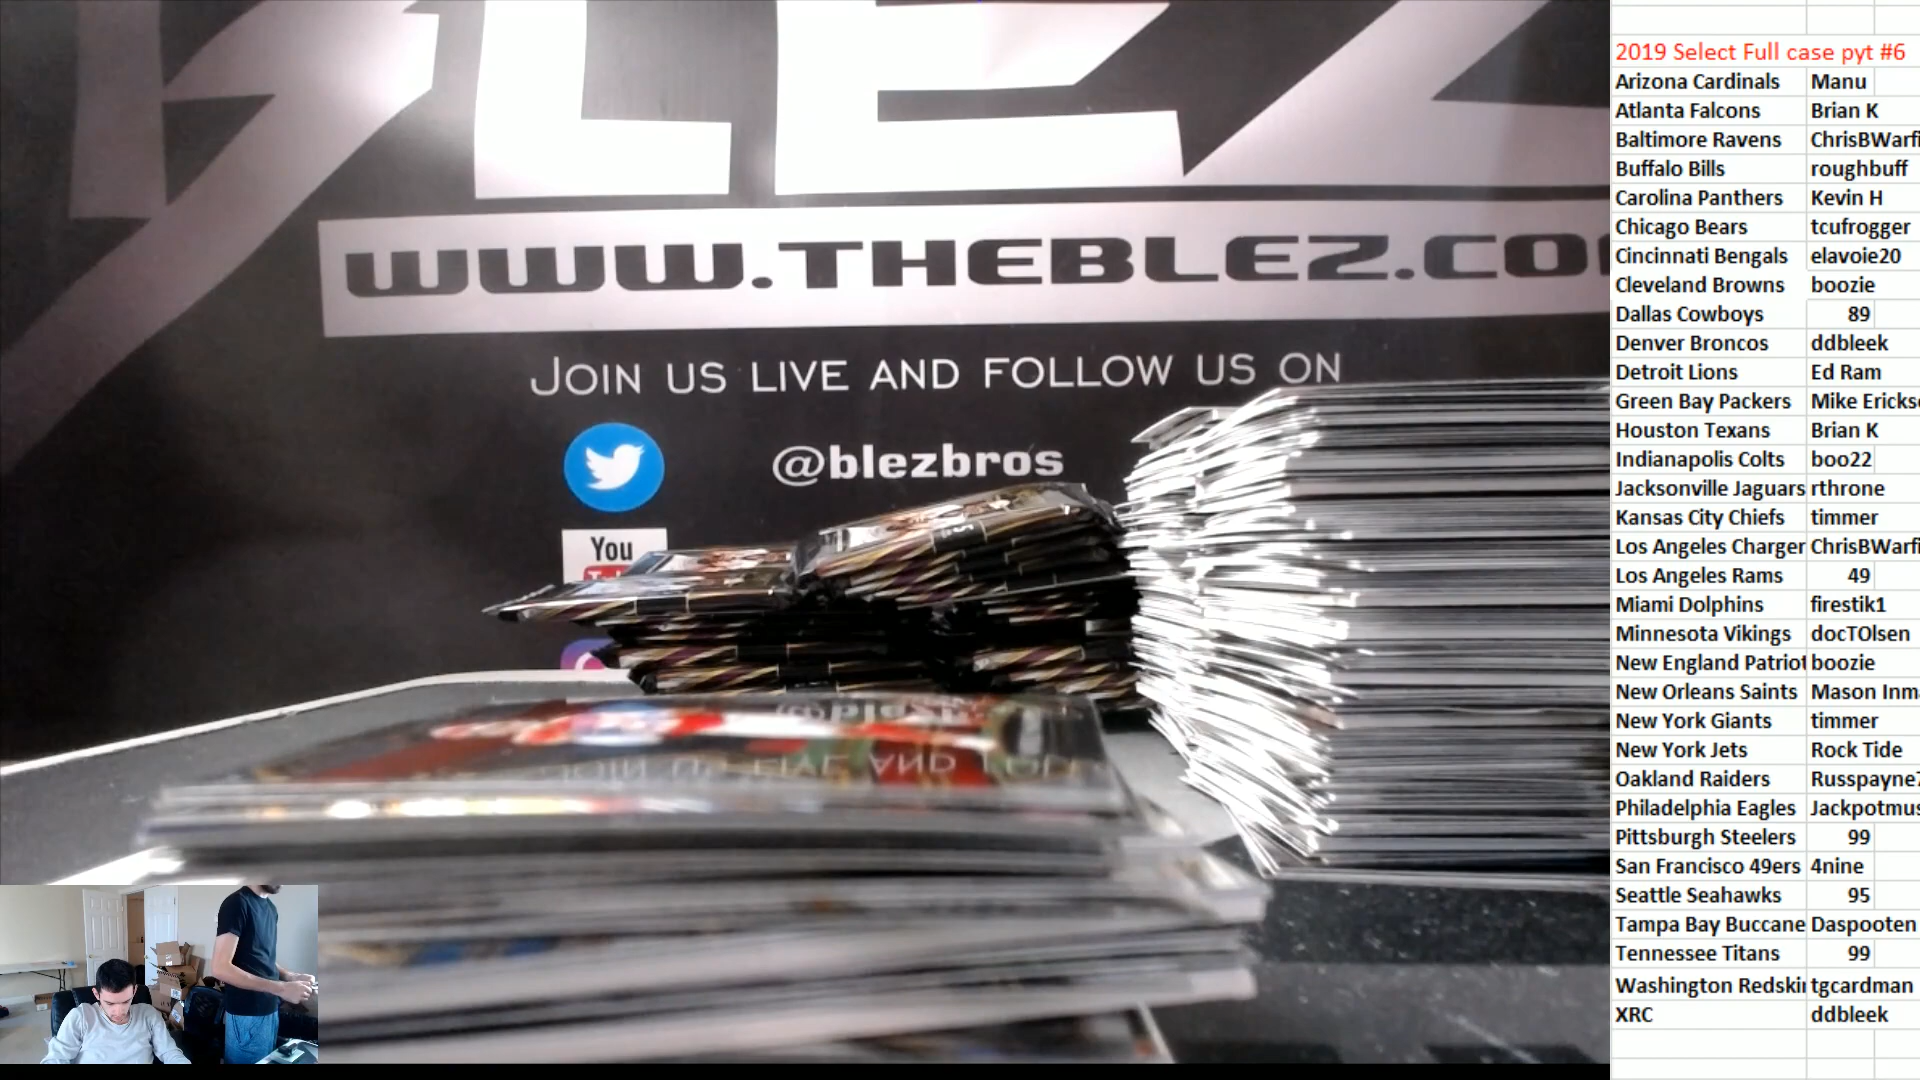 BLEZ
WWW.THEBLEZ.CO
JOIN US LIVE AND FOLLOW US ON
@blezbros
You
2019 Select Full case pyt #6
Arizona Cardinals Manu
Atlanta Falcons Brian K
Baltimore Ravens ChrisBWarfi
Buffalo Bills roughbuff
Carolina Panthers Kevin H
Chicago Bears tcufrogger
Cincinnati Bengals elavoie20
Cleveland Browns boozie
Dallas Cowboys 89
Denver Broncos ddbleek
Detroit Lions Ed Ram
Green Bay Packers Mike Erickso
Houston Texans Brian K
Indianapolis Colts boo22
Jacksonville Jaguars rthrone
Kansas City Chiefs timmer
Los Angeles Charger ChrisBWarfi
Los Angeles Rams 49
Miami Dolphins firestik1
Minnesota Vikings docTOlsen
New England Patriot boozie
New Orleans Saints Mason Inm
New York Giants timmer
New York Jets Rock Tide
Oakland Raiders Russpayne7
Philadelphia Eagles Jackpotmus
Pittsburgh Steelers 99
San Francisco 49ers 4nine
Seattle Seahawks 95
Tampa Bay Buccane Daspooten
Tennessee Titans 99
Washington Redskin tgcardman
XRC ddbleek